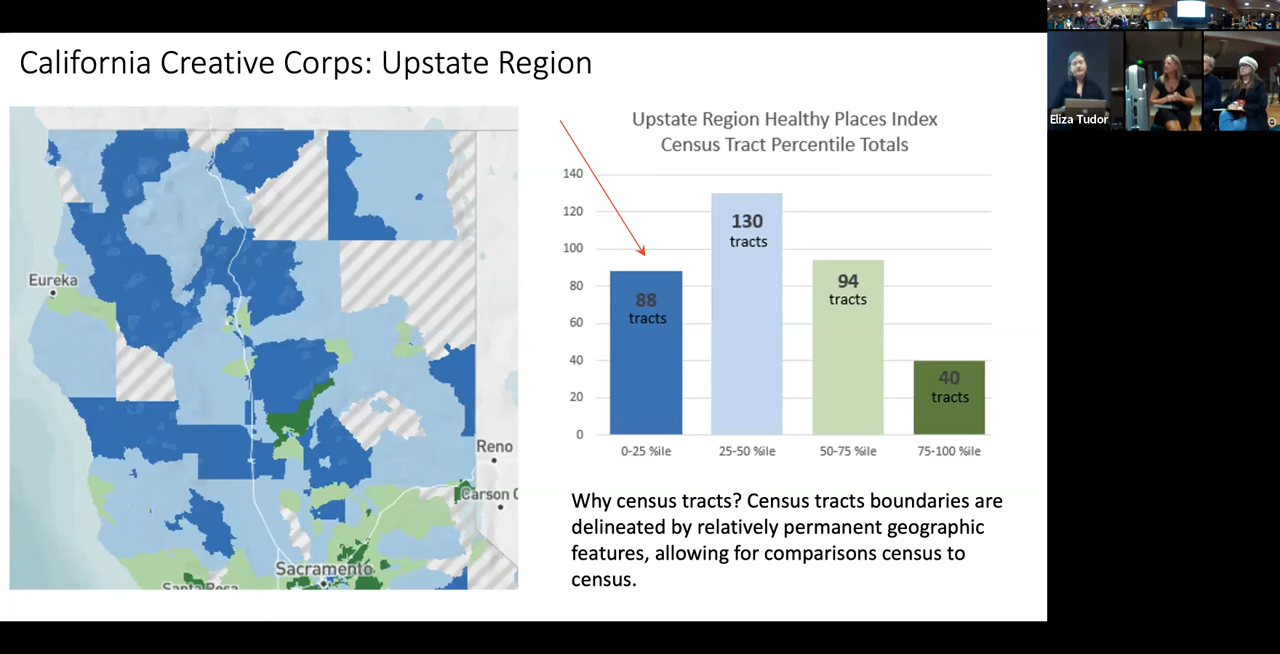 California Creative Corps: Upstate Region
Eureka
Reno
Carson C
Sacramento
Santa Rosa
Upstate Region Healthy Places Index
Census Tract Percentile Totals
140
120
100
80
60
40
20
0
88
tracts
130
tracts
94
tracts
40
tracts
0-25 %ile
25-50 %ile
50-75 %ile
75-100 %ile
Why census tracts? Census tracts boundaries are
delineated by relatively permanent geographic
features, allowing for comparisons census to
census.
Eliza Tudor